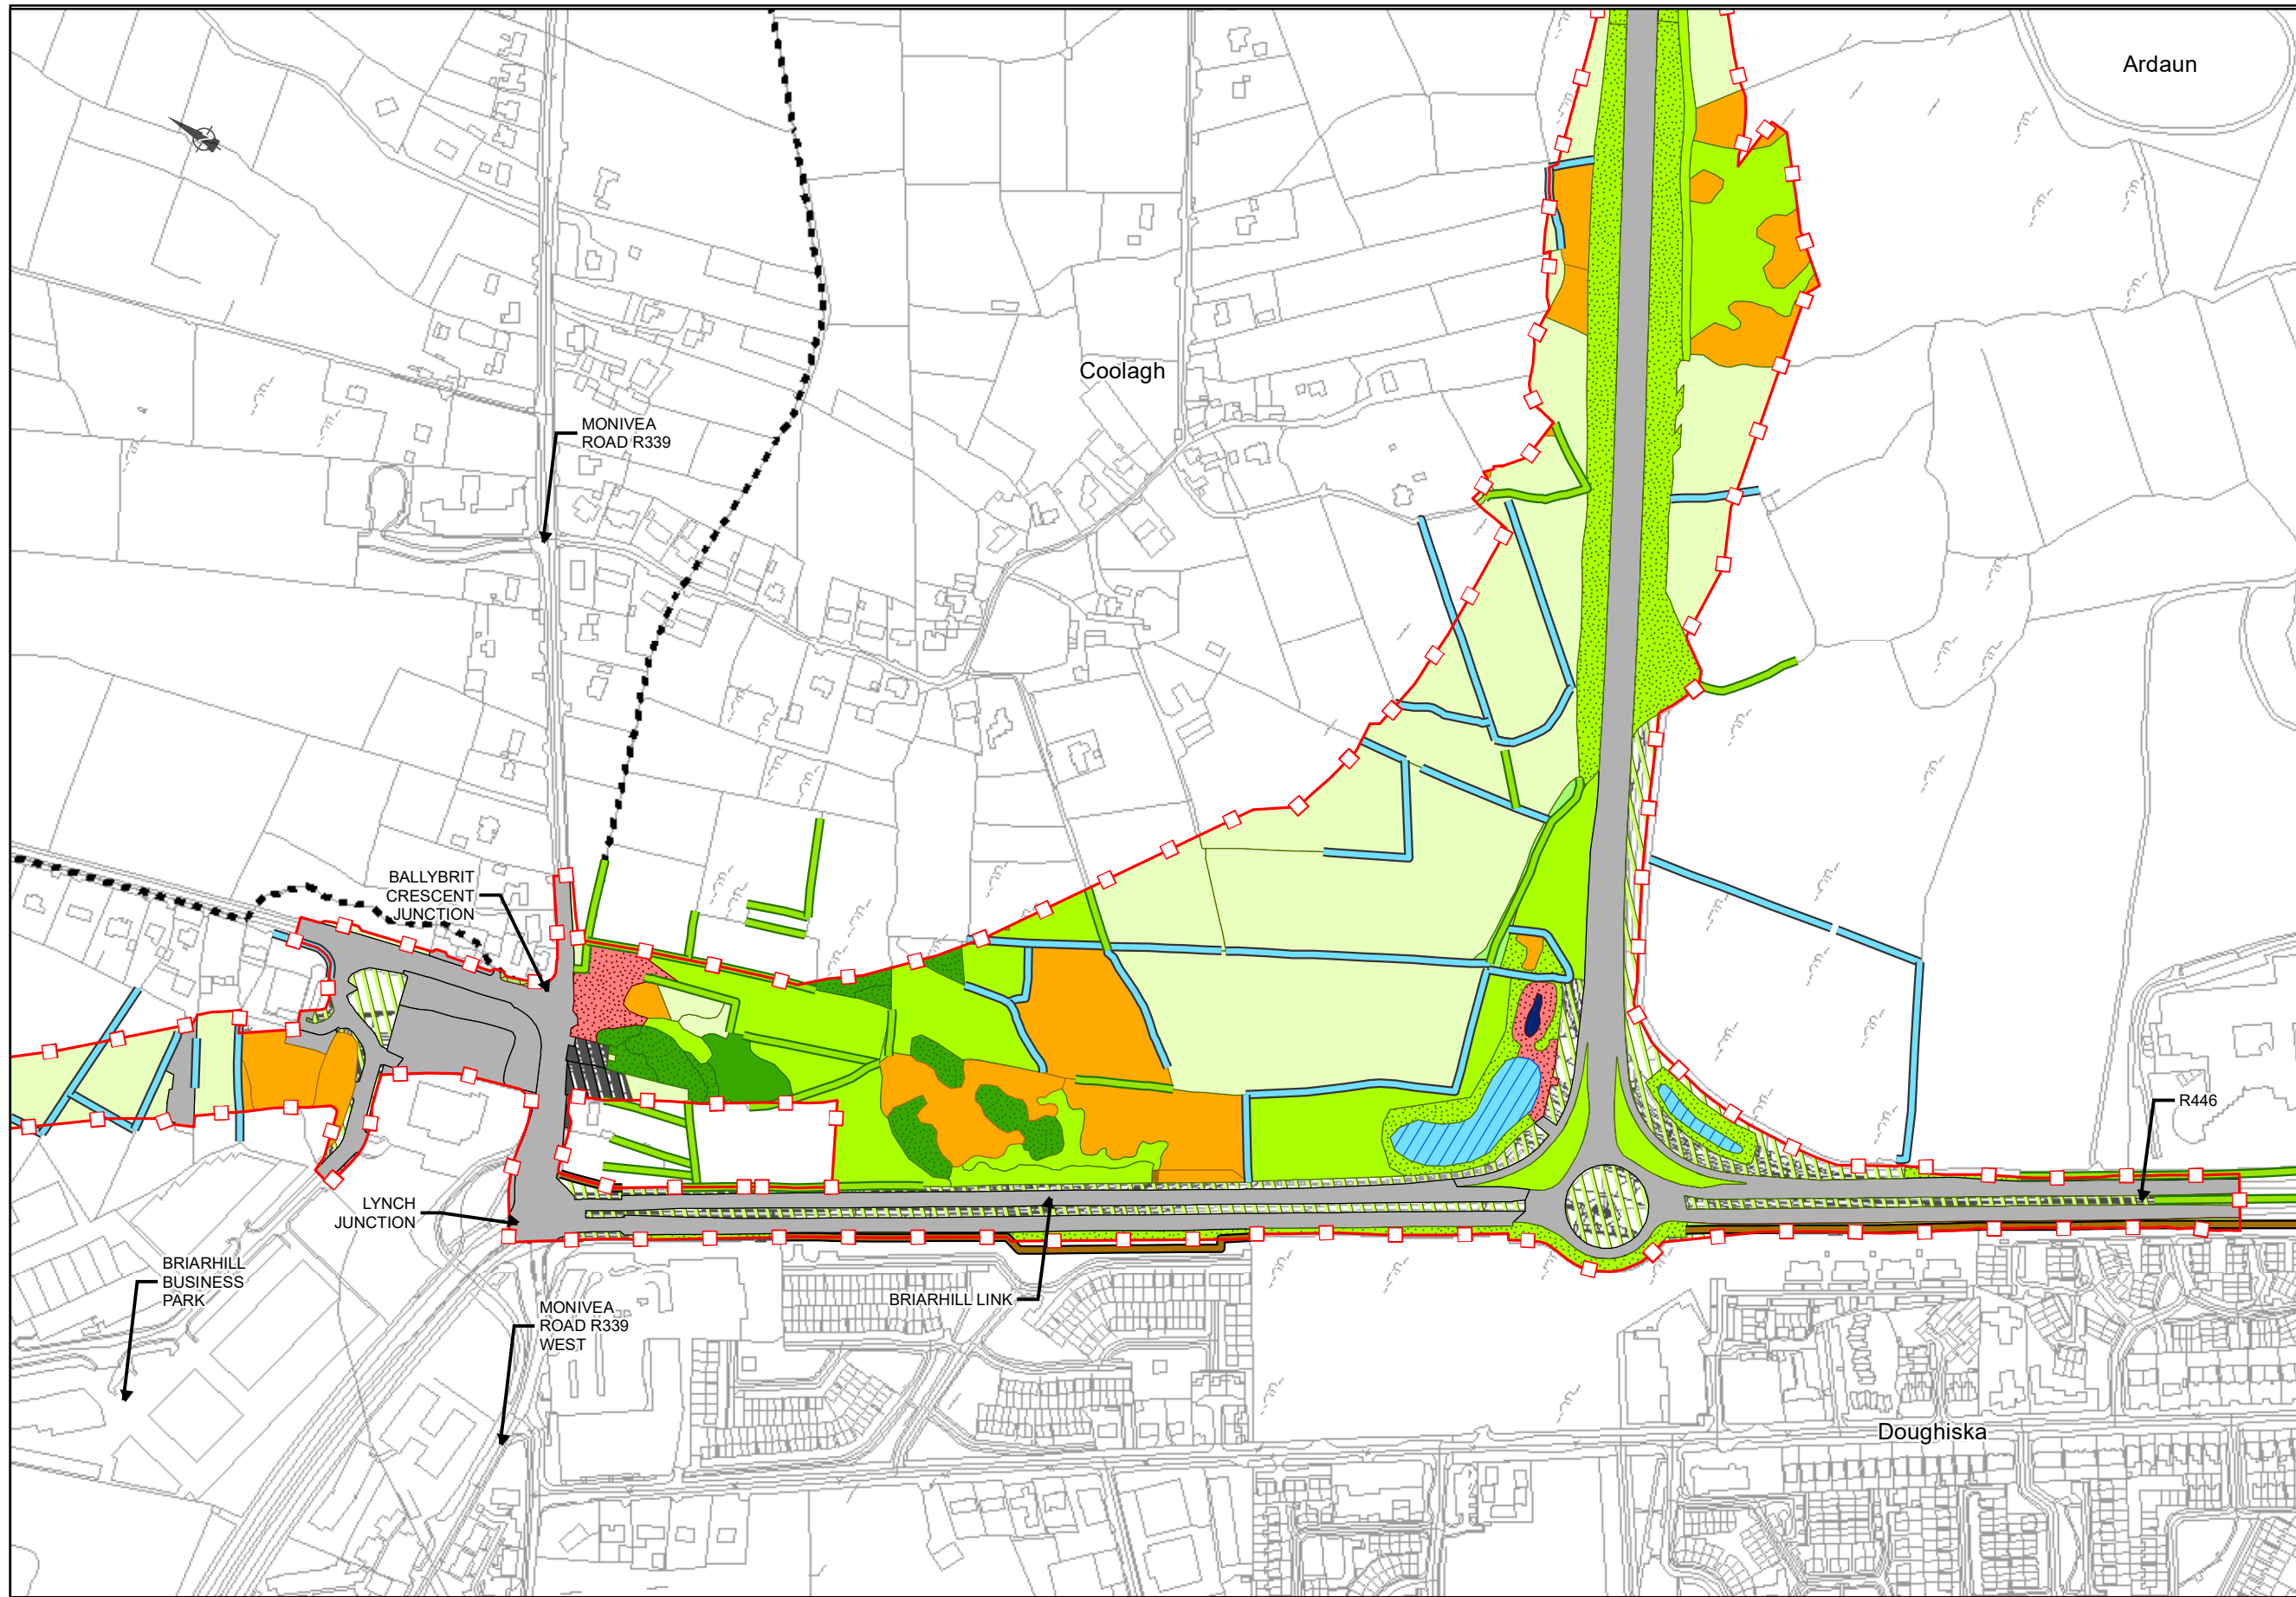 Ardaun
Coolagh
MONIVEA
ROAD R339
BALLYBRIT
CRESCENT
JUNCTION
R446
LYNCH
JUNCTION
BRIARHILL
BUSINESS
PARK
BRIARHILL LINK
MONIVEA
ROAD R339
WEST
Doughiska